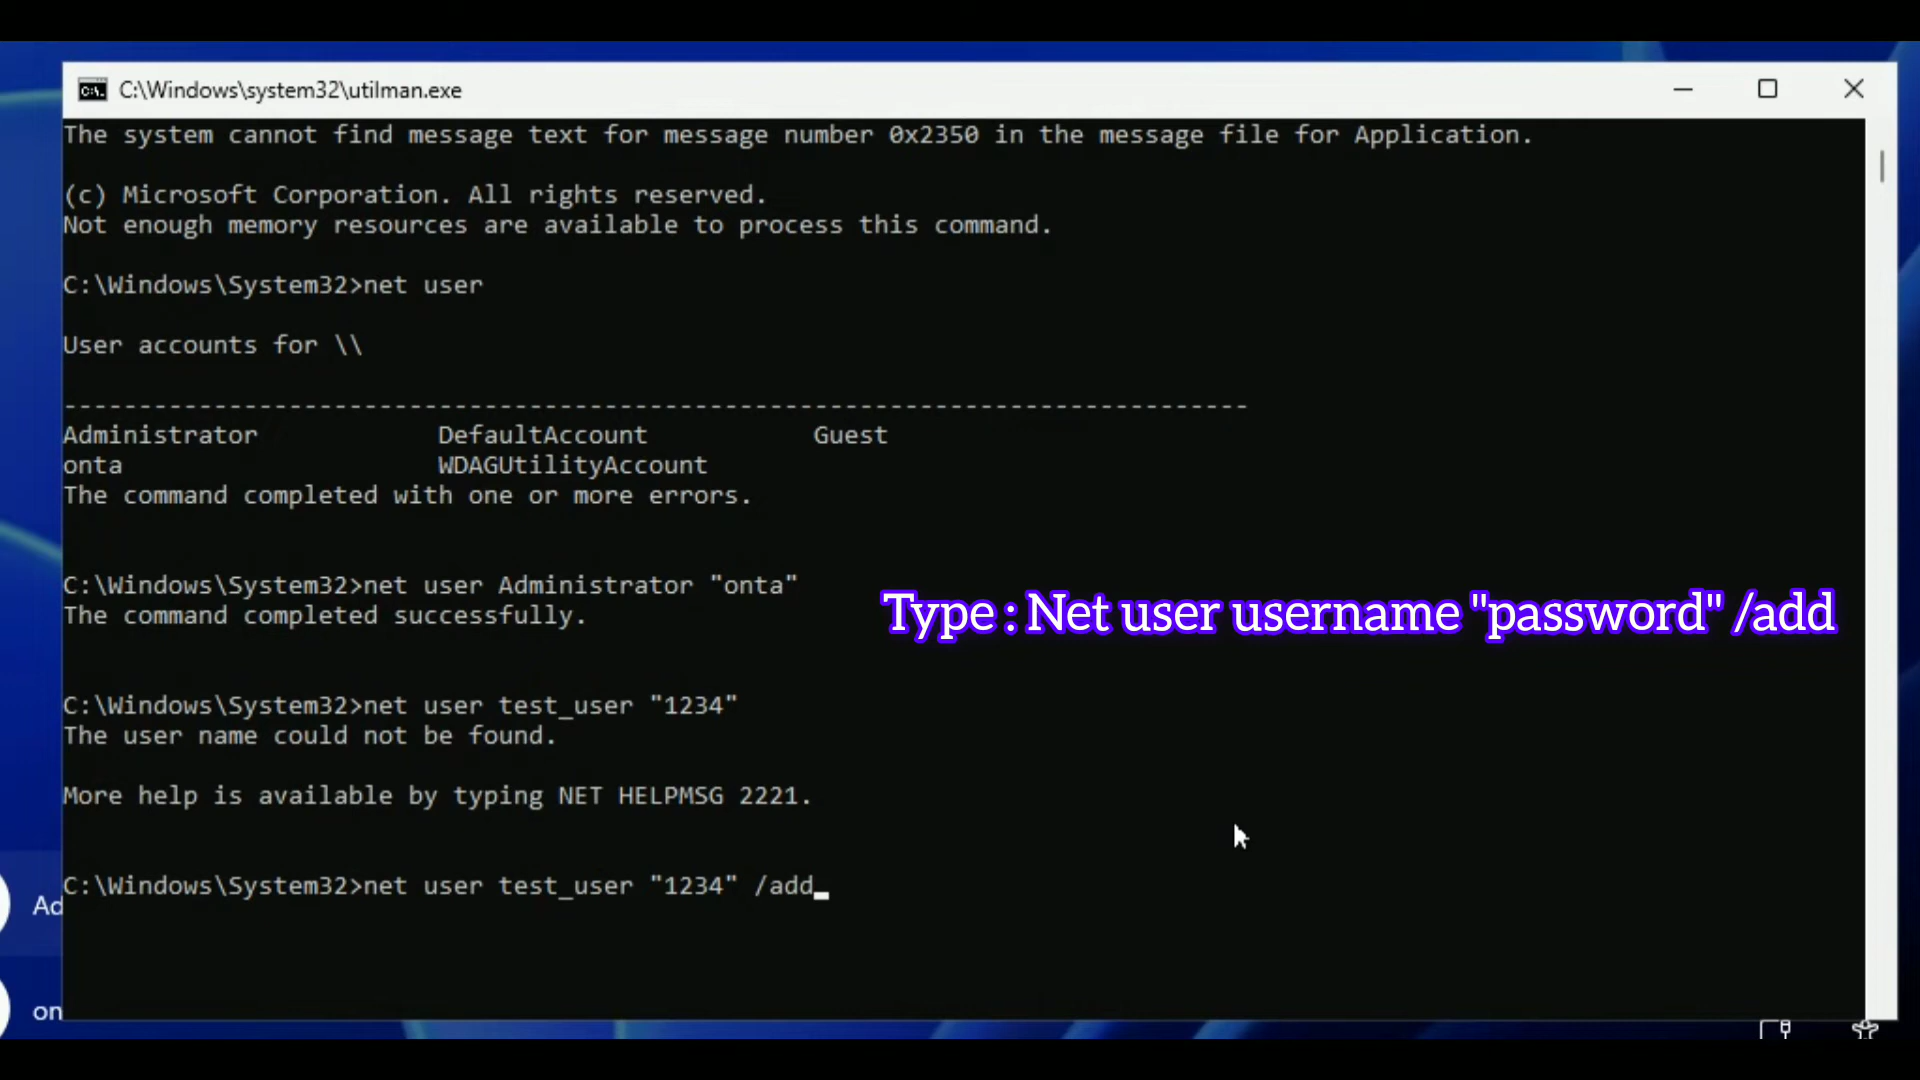 C:\Windows\system32\utilman.exe
The system cannot find message text for message number 0x2350 in the message file for Application.
(c) Microsoft Corporation. All rights reserved.
Not enough memory resources are available to process this command.
C:\Windows\System32>net user
User accounts for \\
-------------------------------------------------------------------------------
Administrator DefaultAccount Guest
onta WDAGUtilityAccount
The command completed with one or more errors.
C:\Windows\System32>net user Administrator "onta"
The command completed successfully.
Type : Net user username "password" /add
C:\Windows\System32>net user test_user "1234"
The user name could not be found.
More help is available by typing NET HELPMSG 2221.
C:\Windows\System32>net user test_user "1234" /add
Ad
on